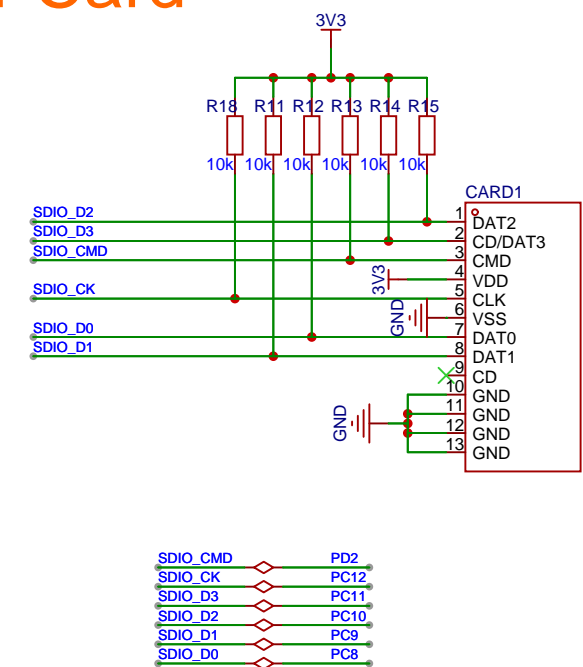 Card
3V3
R18 R11 R12 R13 R14 R15
10k 10k 10k 10k 10k 10k
CARD1
SDIO_D2
1 DAT2
SDIO_D3
2 CD/DAT3
SDIO_CMD
3 CMD
3V3
4 VDD
SDIO_CK
5 CLK
GND
6 VSS
SDIO_D0
7 DAT0
SDIO_D1
8 DAT1
9 CD
10 GND
GND
11 GND
12 GND
13 GND
SDIO_CMD PD2
SDIO_CK PC12
SDIO_D3 PC11
SDIO_D2 PC10
SDIO_D1 PC9
SDIO_D0 PC8